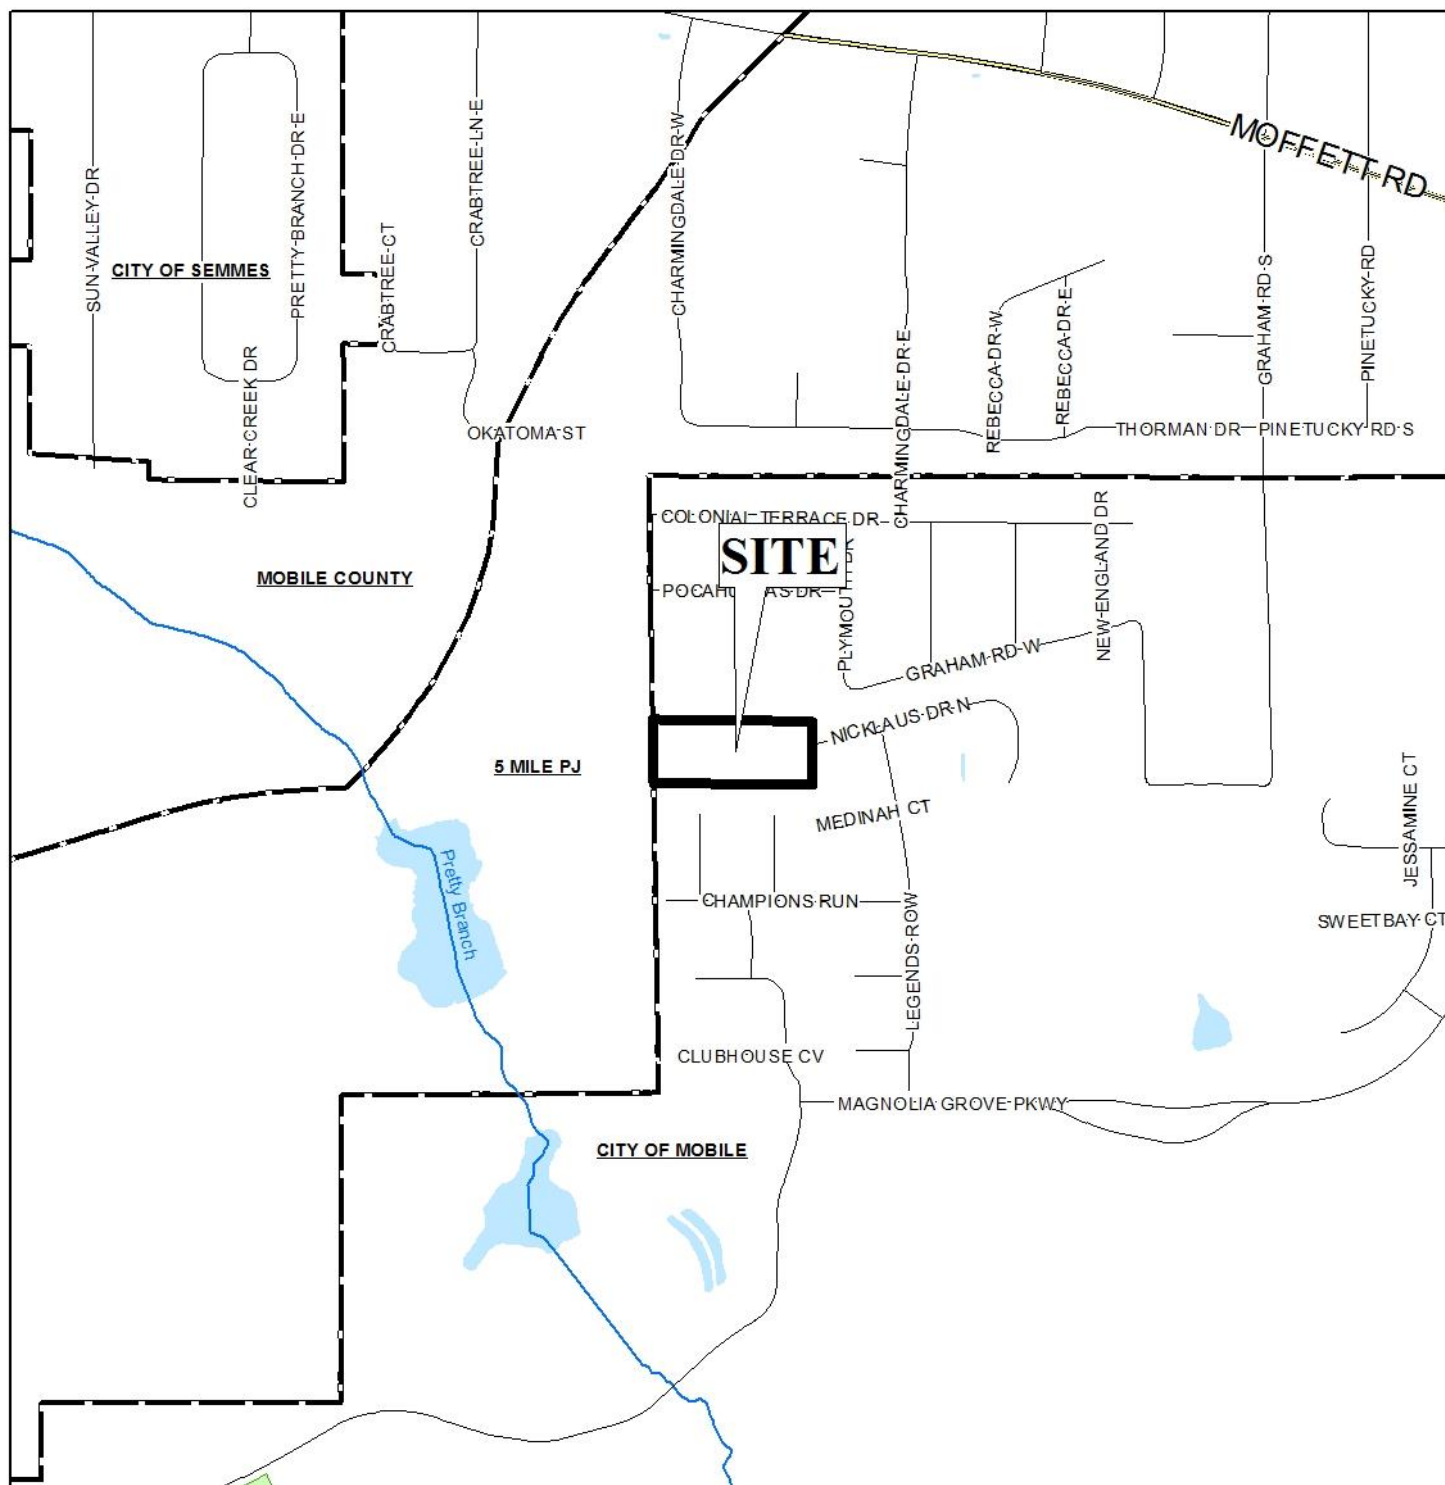 MOFFETT RD
CHARMINGDALE DR W
CRABTREE LN E
PRETTY BRANCH DR E
SUN VALLEY DR
CITY OF SEMMES
CRABTREE CT
GRAHAM RD S
PINETUCKY RD
REBECCA DR W
REBECCA DR E
CHARMINGDALE DR E
CLEAR CREEK DR
OKATOMA ST
THORMAN DR
PINETUCKY RD S
COLONIAL TERRACE DR
NEW ENGLAND DR
SITE
MOBILE COUNTY
DR
PLYMOUTH DR
GRAHAM RD W
NICKLAUS DR N
5 MILE PJ
MEDINAH CT
JESSAMINE CT
Pretty Branch
CHAMPIONS RUN
LEGENDS ROW
SWEETBAY CT
CLUBHOUSE CV
MAGNOLIA GROVE PKWY
CITY OF MOBILE